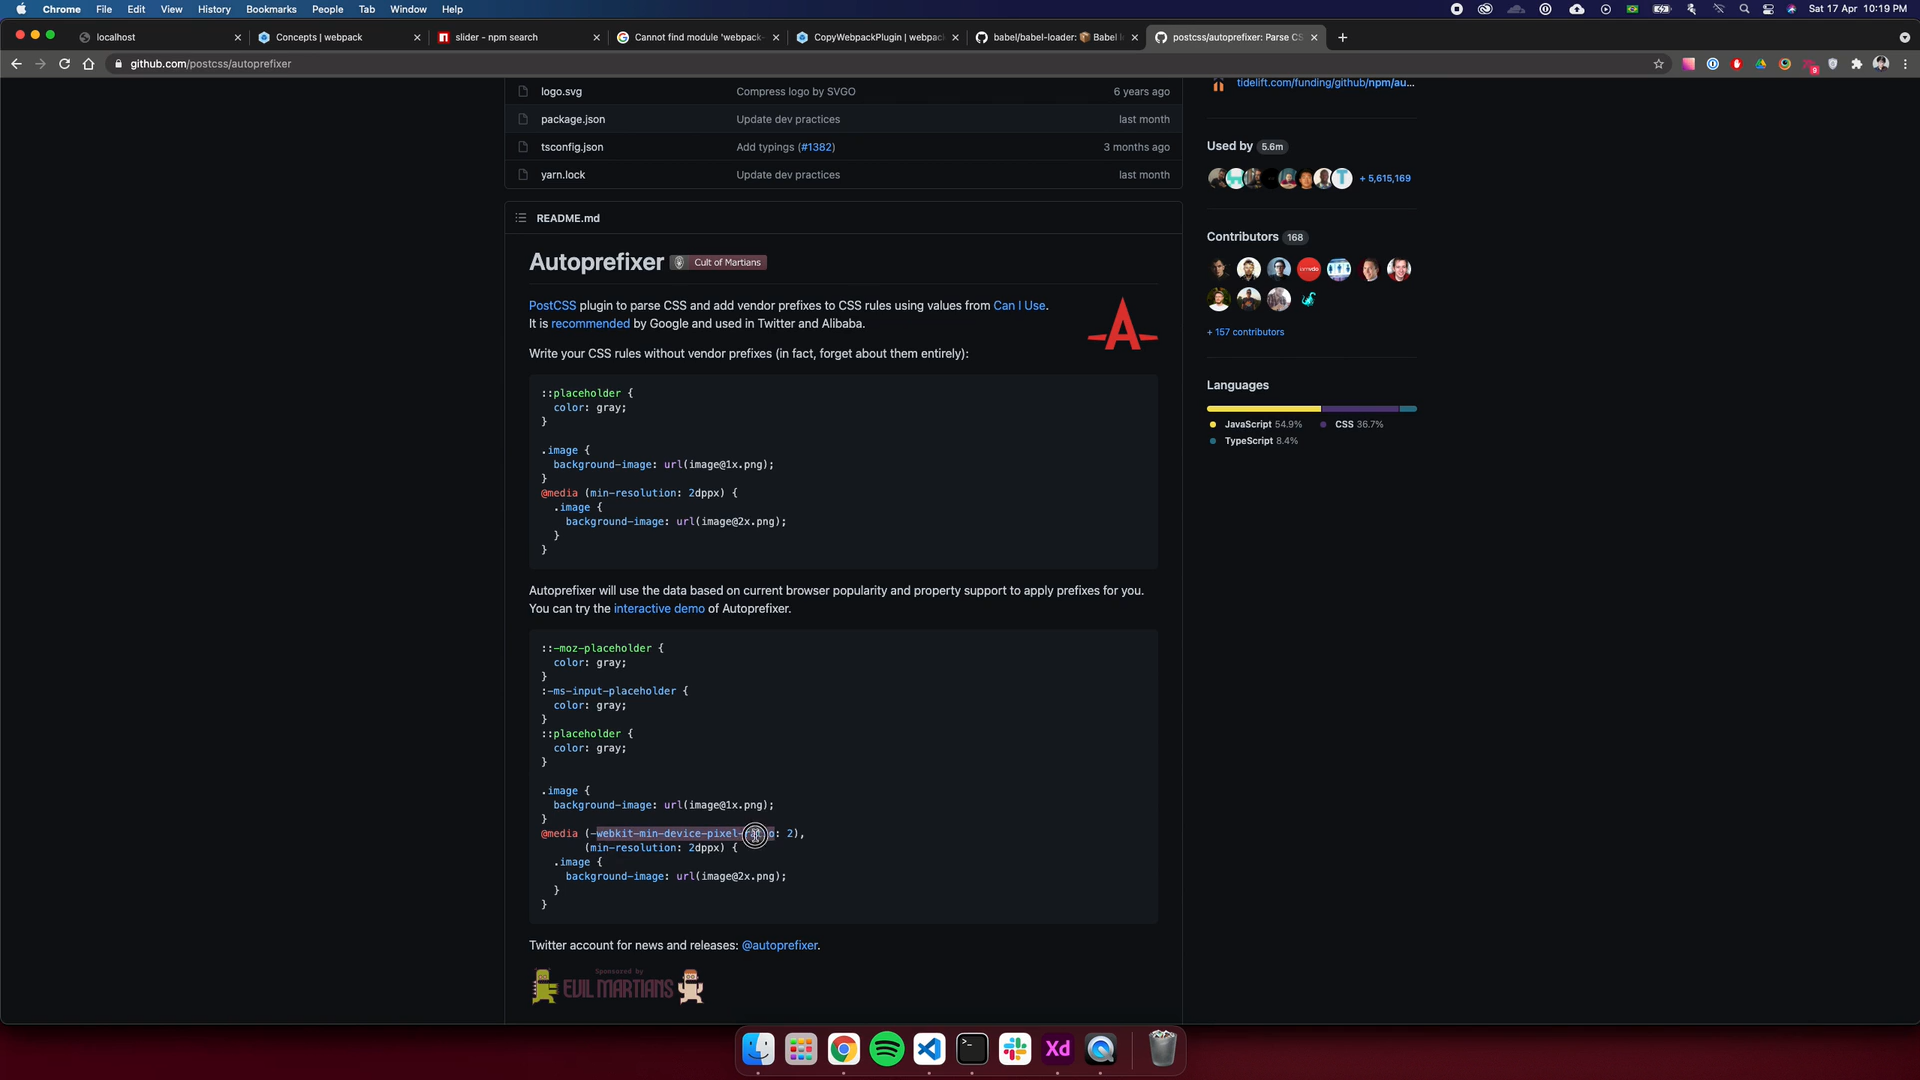 Chrome File Edit View History Bookmarks People Tab Window Help Sat 17 Apr 10:19 PM
localhost Concepts | webpack slider - npm search Cannot find module 'webpack- CopyWebpackPlugin | webpac babel/babel-loader: 📦 Babel postcss/autoprefixer: Parse CS
github.com/postcss/autoprefixer 9
logo.svg Compress logo by SVGO 6 years ago
package.json Update dev practices last month
tsconfig.json Add typings (#1382) 3 months ago
yarn.lock Update dev practices last month
README.md
Autoprefixer Cult of Martians
PostCSS plugin to parse CSS and add vendor prefixes to CSS rules using values from Can I Use.
It is recommended by Google and used in Twitter and Alibaba.
Write your CSS rules without vendor prefixes (in fact, forget about them entirely):
::placeholder {
color: gray;
}
.image {
background-image: url(image@1x.png);
}
@media (min-resolution: 2dppx) {
.image {
background-image: url(image@2x.png);
}
}
Autoprefixer will use the data based on current browser popularity and property support to apply prefixes for you.
You can try the interactive demo of Autoprefixer.
::-moz-placeholder {
color: gray;
}
:-ms-input-placeholder {
color: gray;
}
::placeholder {
color: gray;
}
.image {
background-image: url(image@1x.png);
}
@media (-webkit-min-device-pixel-ratio: 2),
(min-resolution: 2dppx) {
.image {
background-image: url(image@2x.png);
}
}
Twitter account for news and releases: @autoprefixer.
Sponsored by
EVIL MARTIANS
tidelift.com/funding/github/npm/au...
Used by 5.6m
+ 5,615,169
Contributors 168
+ 157 contributors
Languages
JavaScript 54.9% CSS 36.7%
TypeScript 8.4%
Xd